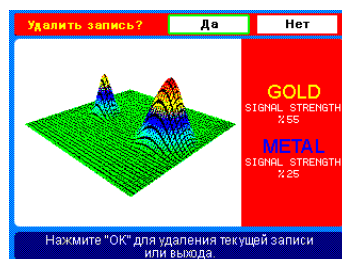 Удалить запись? Да Нет
GOLD
SIGNAL STRENGTH
%55
METAL
SIGNAL STRENGTH
%25
Нажмите "ОК" для удаления текущей записи
или выхода.